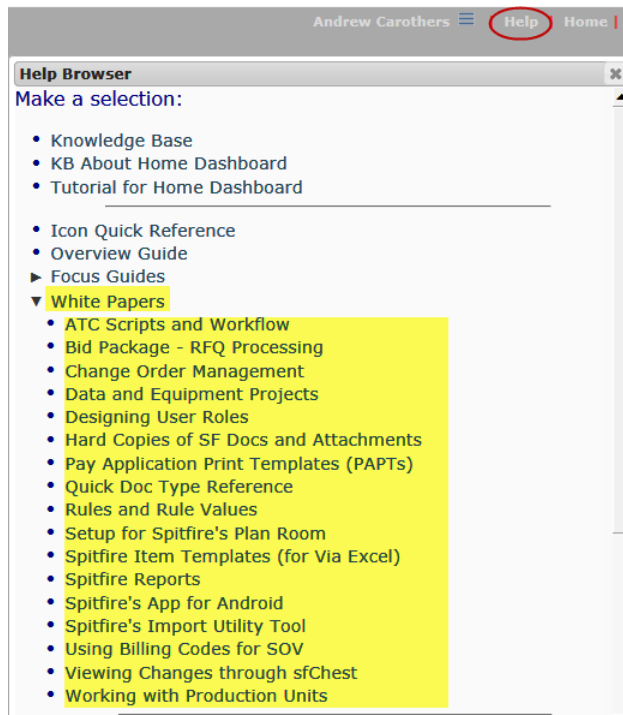 Andrew Carothers Help | Home |
Help Browser
Make a selection:
Knowledge Base
KB About Home Dashboard
Tutorial for Home Dashboard
Icon Quick Reference
Overview Guide
Focus Guides
White Papers
ATC Scripts and Workflow
Bid Package - RFQ Processing
Change Order Management
Data and Equipment Projects
Designing User Roles
Hard Copies of SF Docs and Attachments
Pay Application Print Templates (PAPTs)
Quick Doc Type Reference
Rules and Rule Values
Setup for Spitfire's Plan Room
Spitfire Item Templates (for Via Excel)
Spitfire Reports
Spitfire's App for Android
Spitfire's Import Utility Tool
Using Billing Codes for SOV
Viewing Changes through sfChest
Working with Production Units